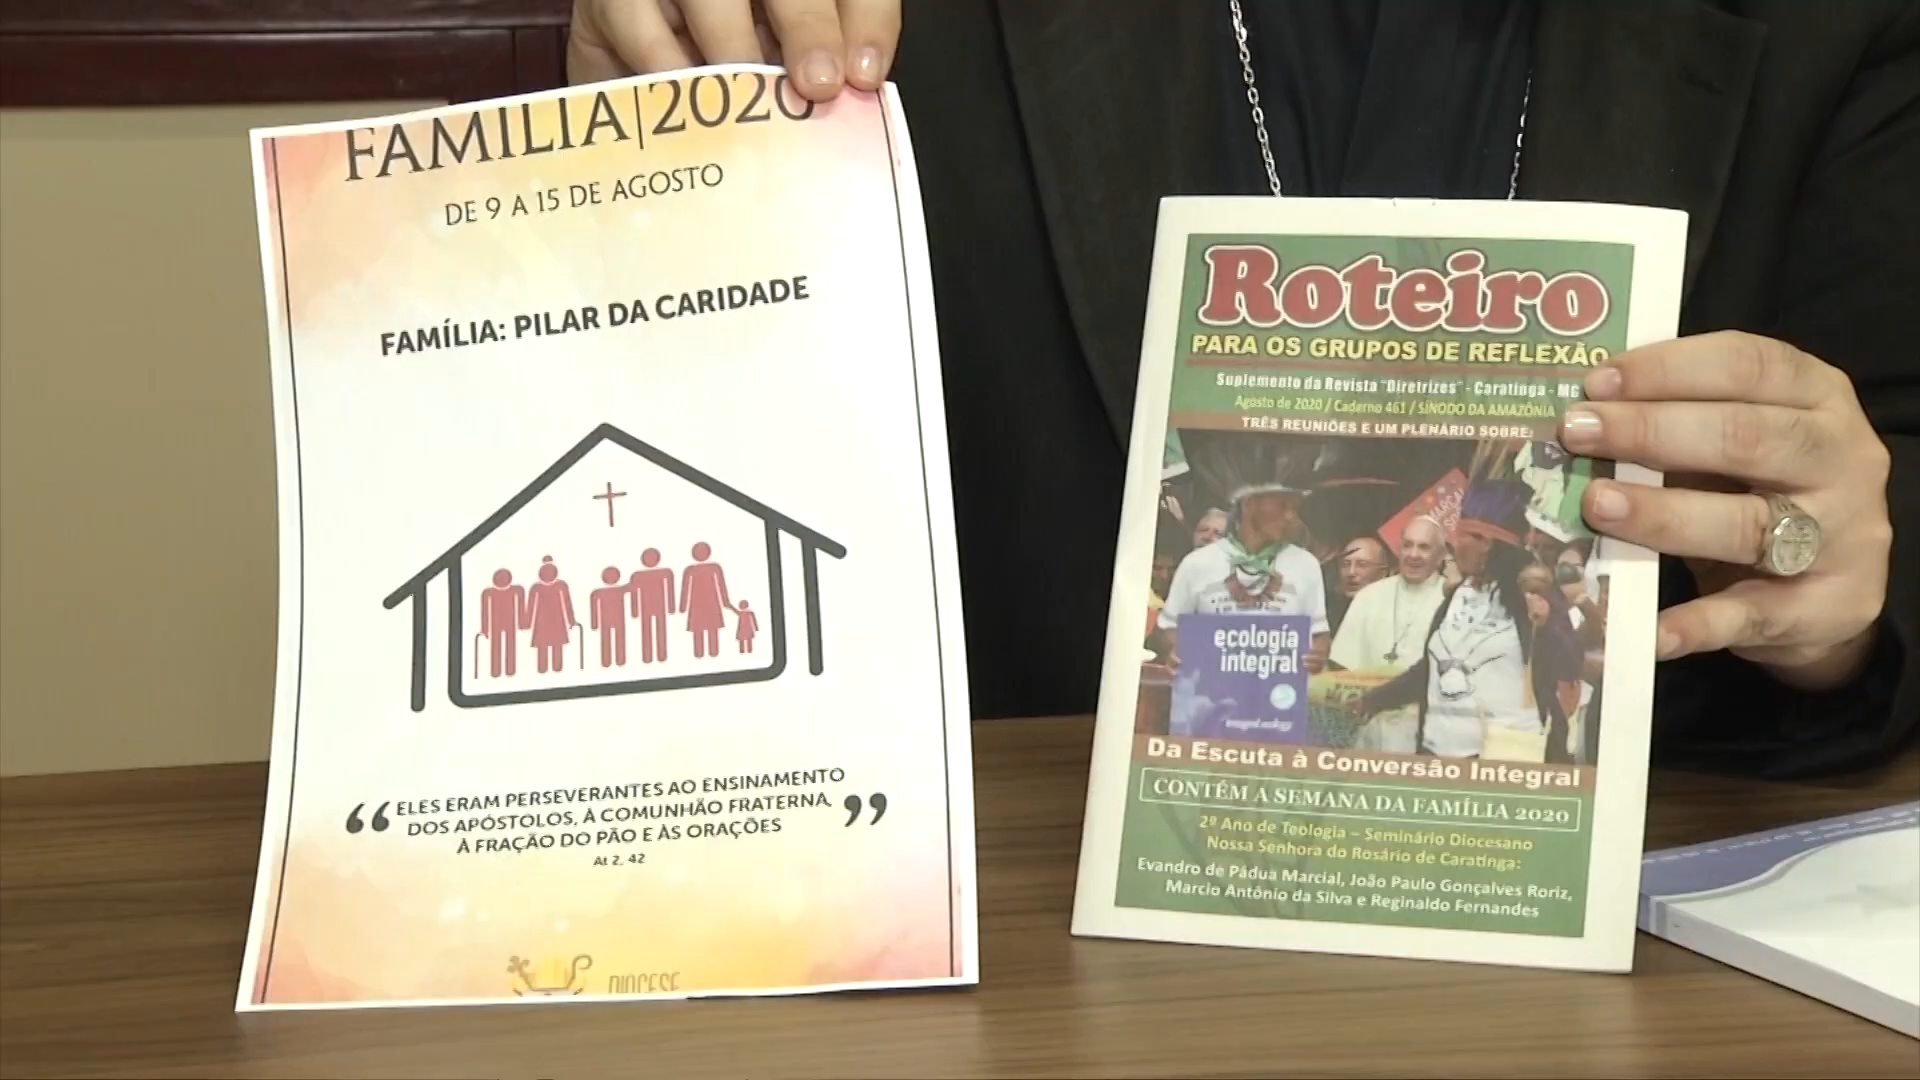 FAMÍLIA|2020
DE 9 A 15 DE AGOSTO
FAMÍLIA: PILAR DA CARIDADE
“ ELES ERAM PERSEVERANTES AO ENSINAMENTO
DOS APÓSTOLOS, À COMUNHÃO FRATERNA,
À FRAÇÃO DO PÃO E ÀS ORAÇÕES ”
At 2, 42
DIOCESE
Roteiro
PARA OS GRUPOS DE REFLEXÃO
Suplemento da Revista "Diretrizes" - Caratinga - MG
Agosto de 2020 / Caderno 461 / SÍNODO DA AMAZÔNIA
TRÊS REUNIÕES E UM PLENÁRIO SOBRE:
ecología
integral
Da Escuta à Conversão Integral
CONTÉM A SEMANA DA FAMÍLIA 2020
2º Ano de Teologia – Seminário Diocesano
Nossa Senhora do Rosário de Caratinga:
Evandro de Pádua Marcial, João Paulo Gonçalves Roriz,
Marcio Antônio da Silva e Reginaldo Fernandes